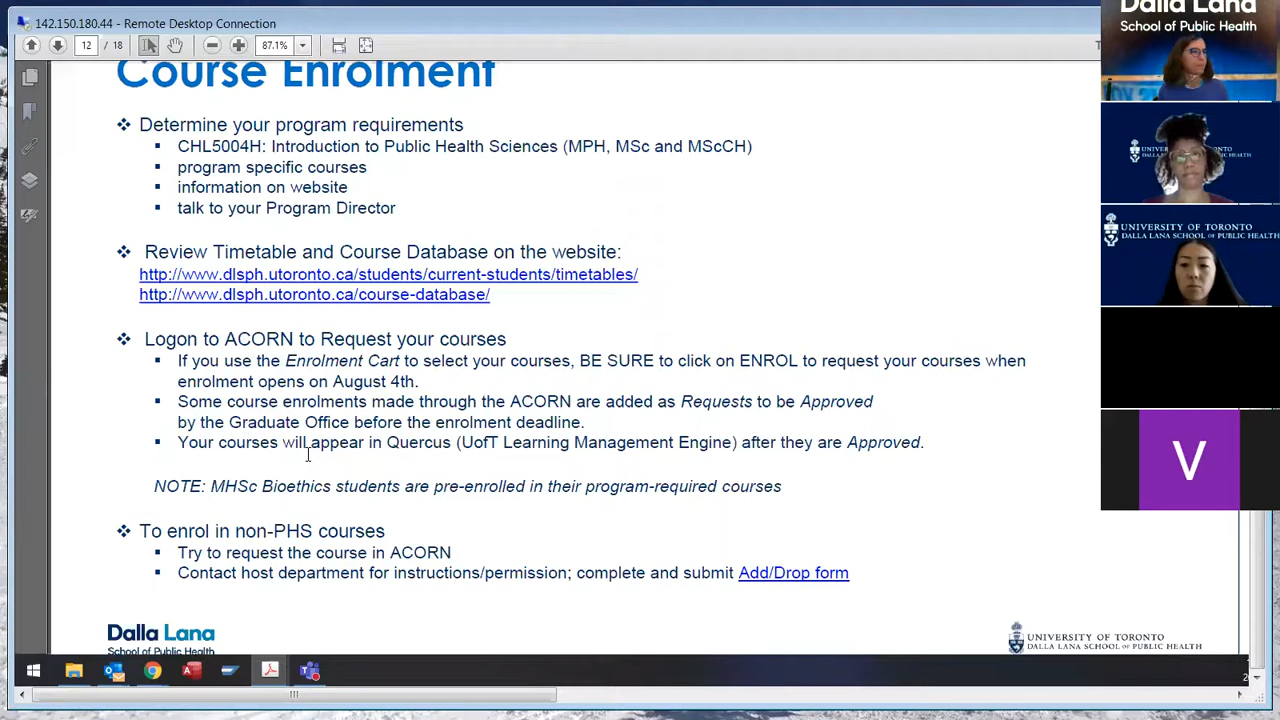 142.150.180.44 - Remote Desktop Connection
12 / 18
87.1%
Course Enrolment
❖ Determine your program requirements
▪ CHL5004H: Introduction to Public Health Sciences (MPH, MSc and MScCH)
▪ program specific courses
▪ information on website
▪ talk to your Program Director
❖ Review Timetable and Course Database on the website:
http://www.dlsph.utoronto.ca/students/current-students/timetables/
http://www.dlsph.utoronto.ca/course-database/
❖ Logon to ACORN to Request your courses
▪ If you use the Enrolment Cart to select your courses, BE SURE to click on ENROL to request your courses when
enrolment opens on August 4th.
▪ Some course enrolments made through the ACORN are added as Requests to be Approved
by the Graduate Office before the enrolment deadline.
▪ Your courses will appear in Quercus (UofT Learning Management Engine) after they are Approved.
NOTE: MHSc Bioethics students are pre-enrolled in their program-required courses
❖ To enrol in non-PHS courses
▪ Try to request the course in ACORN
▪ Contact host department for instructions/permission; complete and submit Add/Drop form
Dalla Lana
School of Public Health
UNIVERSITY OF TORONTO
DALLA LANA SCHOOL OF PUBLIC HEALTH
Dalla Lana
School of Public Health
UNIVERSITY OF TORONTO
DALLA LANA SCHOOL OF PUBLIC HEALTH
V